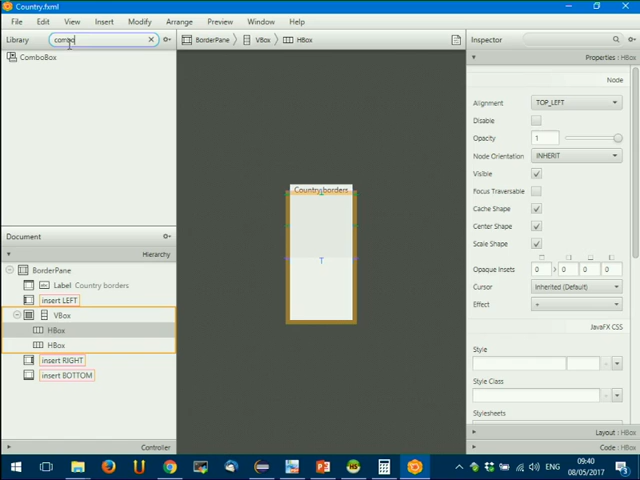 Country.fxml
File Edit View Insert Modify Arrange Preview Window Help
Library combo BorderPane VBox HBox Inspector
ComboBox
Properties : HBox
Node
Alignment TOP_LEFT
Disable
Opacity 1
Node Orientation INHERIT
Visible
Country borders
Focus Traversable
Cache Shape
Center Shape
Scale Shape
Document
Hierarchy
Opaque Insets 0 0 0 0
BorderPane
Label Country borders
Cursor Inherited (Default)
insert LEFT
Effect +
VBox
HBox
JavaFX CSS
HBox
Style
insert RIGHT
insert BOTTOM
Style Class
Stylesheets
Layout : HBox
Controller
Code : HBox
ENG
09:40
08/05/2017